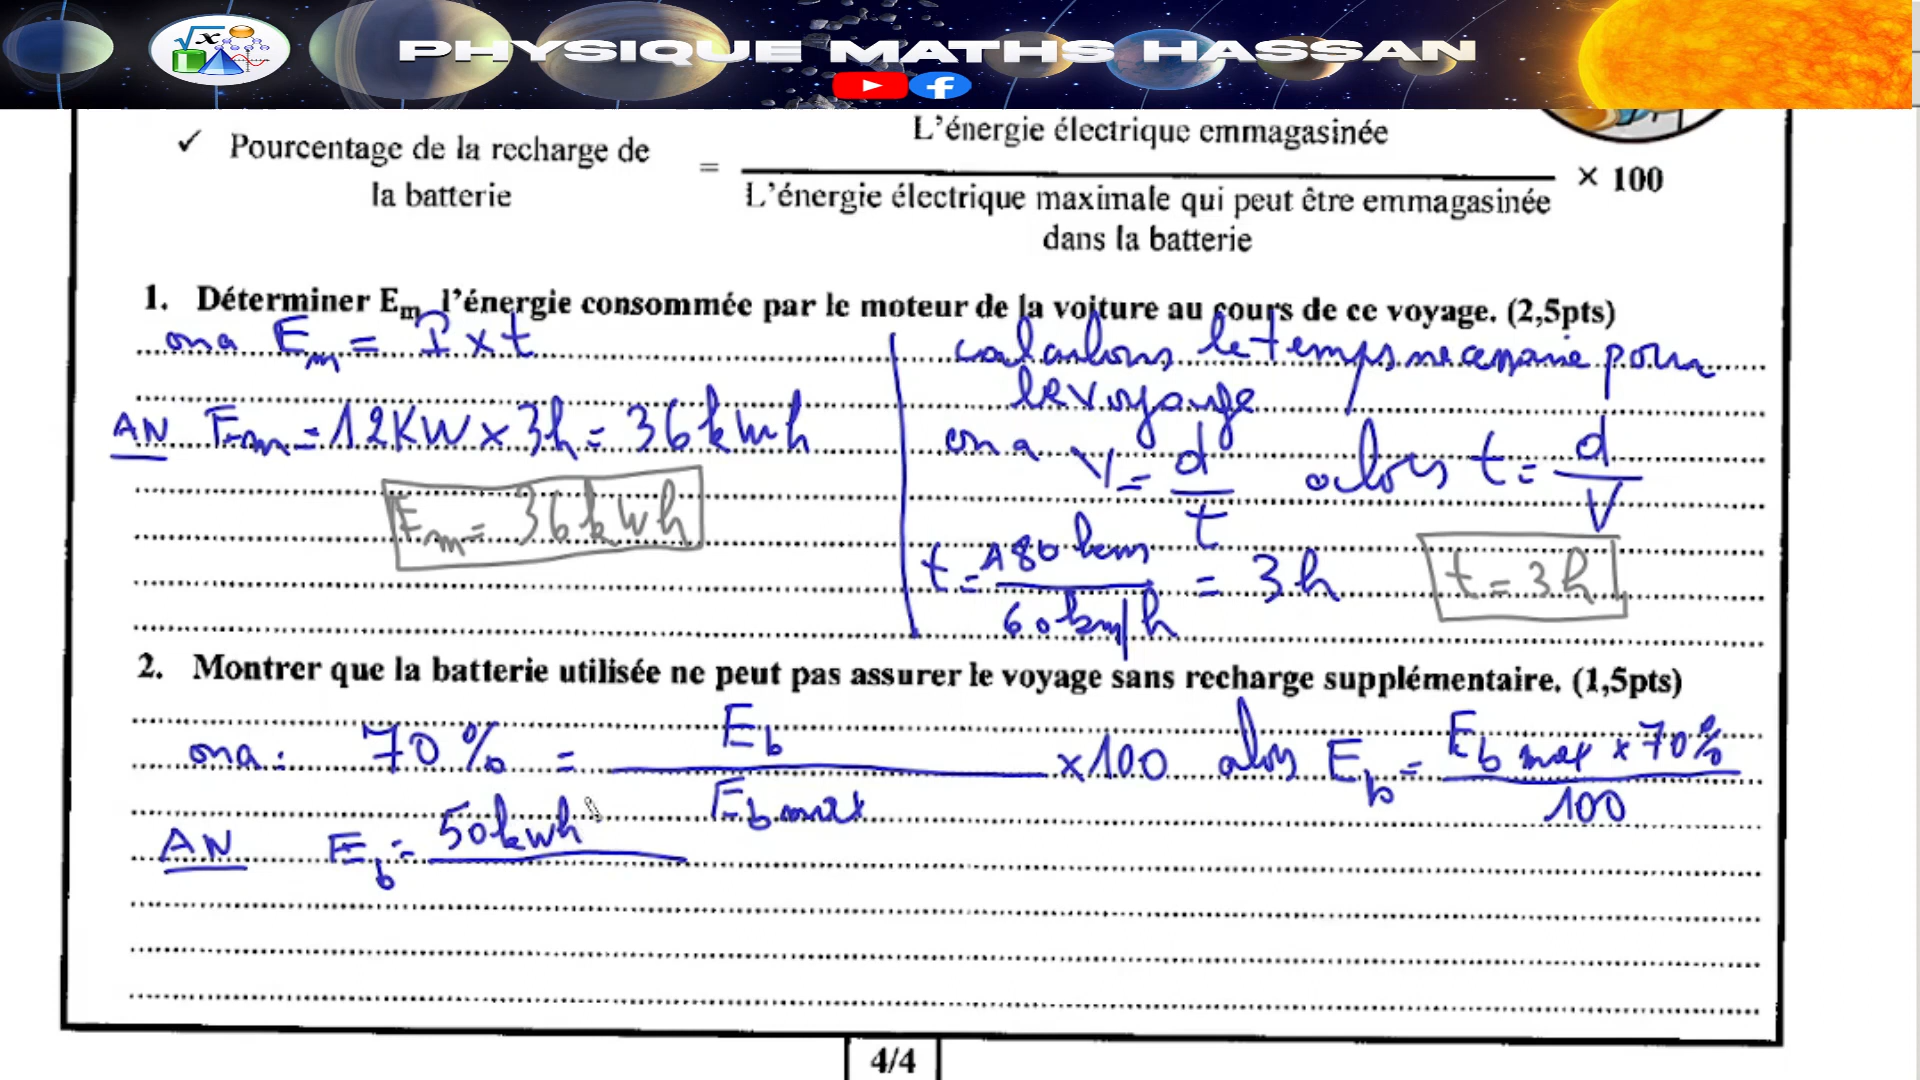 PHYSIQUE MATHS HASSAN
✓ Pourcentage de la recharge de la batterie = L'énergie électrique emmagasinée / L'énergie électrique maximale qui peut être emmagasinée dans la batterie × 100
1. Déterminer Em l'énergie consommée par le moteur de la voiture au cours de ce voyage. (2,5pts)
on a Em = P x t
AN Em = 12KW x 3h = 36kwh
Em = 36kwh
calculons le temps necessaire pour
le voyage
on a V = d/t alors t = d/V
t = 180 km / 60 km/h = 3h
t = 3h
2. Montrer que la batterie utilisée ne peut pas assurer le voyage sans recharge supplémentaire. (1,5pts)
on a : 70 % = Eb / Eb max x 100 alors Eb = Eb max x 70% / 100
AN Eb = 50kwh
4/4